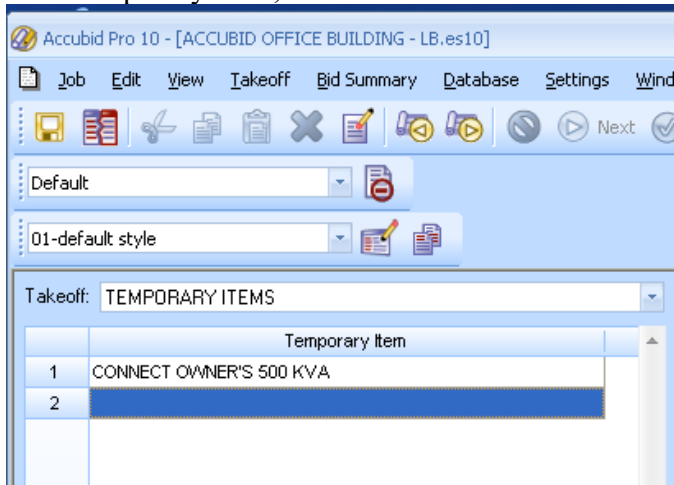 Accubid Pro 10 - [ACCUBID OFFICE BUILDING - LB.es10]
Job Edit View Takeoff Bid Summary Database Settings Wind
Next
Default
01-default style
Takeoff: TEMPORARY ITEMS
Temporary Item
1 CONNECT OWNER'S 500 KVA
2